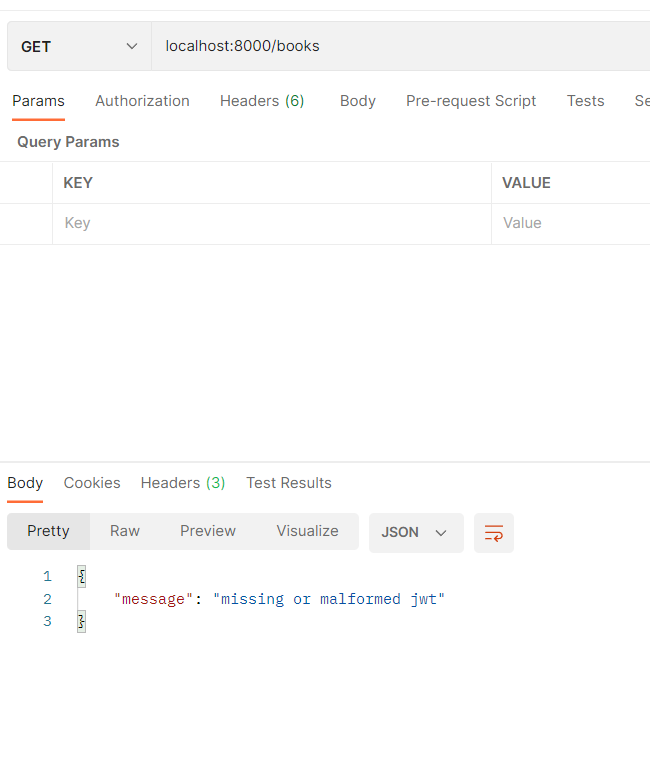 GET localhost:8000/books
Params Authorization Headers (6) Body Pre-request Script Tests Se
Query Params
KEY VALUE
Key Value
Body Cookies Headers (3) Test Results
Pretty Raw Preview Visualize JSON
1 {
2 "message": "missing or malformed jwt"
3 }